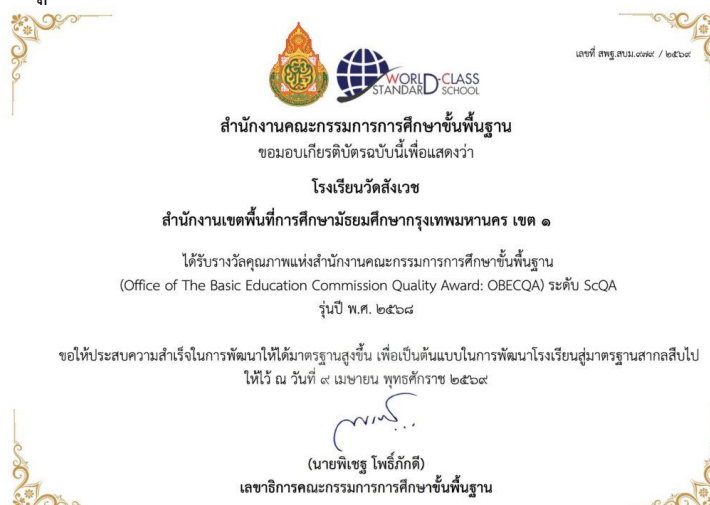 เลขที่ สพฐ.สบม.๙๗๙ / ๒๕๖๙
WORLD-CLASS
STANDARD SCHOOL
สำนักงานคณะกรรมการการศึกษาขั้นพื้นฐาน
ขอมอบเกียรติบัตรฉบับนี้เพื่อแสดงว่า
โรงเรียนวัดสังเวช
สำนักงานเขตพื้นที่การศึกษามัธยมศึกษากรุงเทพมหานคร เขต ๑
ได้รับรางวัลคุณภาพแห่งสำนักงานคณะกรรมการการศึกษาขั้นพื้นฐาน
(Office of The Basic Education Commission Quality Award: OBECQA) ระดับ ScQA
รุ่นปี พ.ศ. ๒๕๖๘
ขอให้ประสบความสำเร็จในการพัฒนาให้ได้มาตรฐานสูงขึ้น เพื่อเป็นต้นแบบในการพัฒนาโรงเรียนสู่มาตรฐานสากลสืบไป
ให้ไว้ ณ วันที่ ๙ เมษายน พุทธศักราช ๒๕๖๙
(นายพิเชฐ โพธิ์ภักดี)
เลขาธิการคณะกรรมการการศึกษาขั้นพื้นฐาน